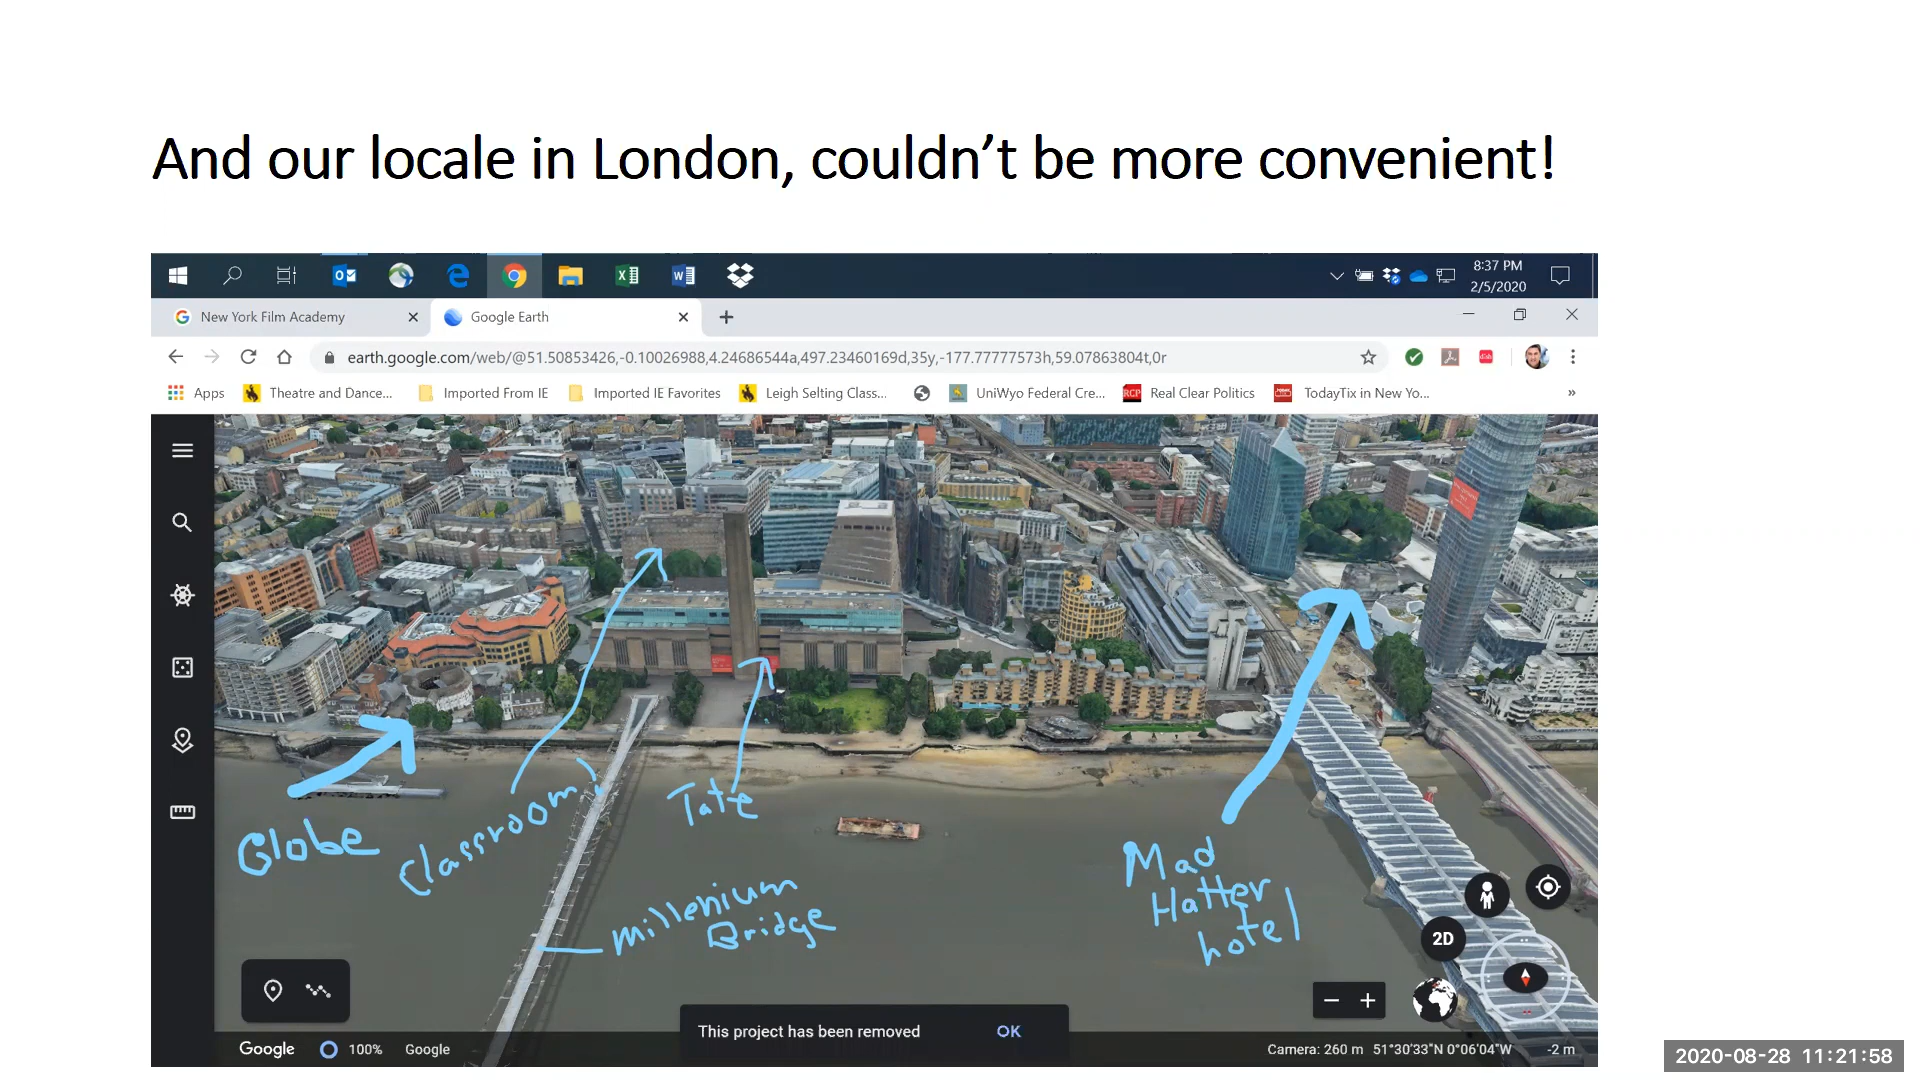 And our locale in London, couldn't be more convenient!
8:37 PM
2/5/2020
New York Film Academy
Google Earth
earth.google.com/web/@51.50853426,-0.10026988,4.24686544a,497.23460169d,35y,-177.77777573h,59.07863804t,0r
Apps Theatre and Dance... Imported From IE Imported IE Favorites Leigh Selting Class... UniWyo Federal Cre... RCP Real Clear Politics TodayTix in New Yo... »
Globe
Classroom
Tate
millenium
Bridge
Mad
Hatter
hotel
2D
This project has been removed OK
Google 100% Google
Camera: 260 m 51°30'33"N 0°06'04"W -2 m
2020-08-28 11:21:58